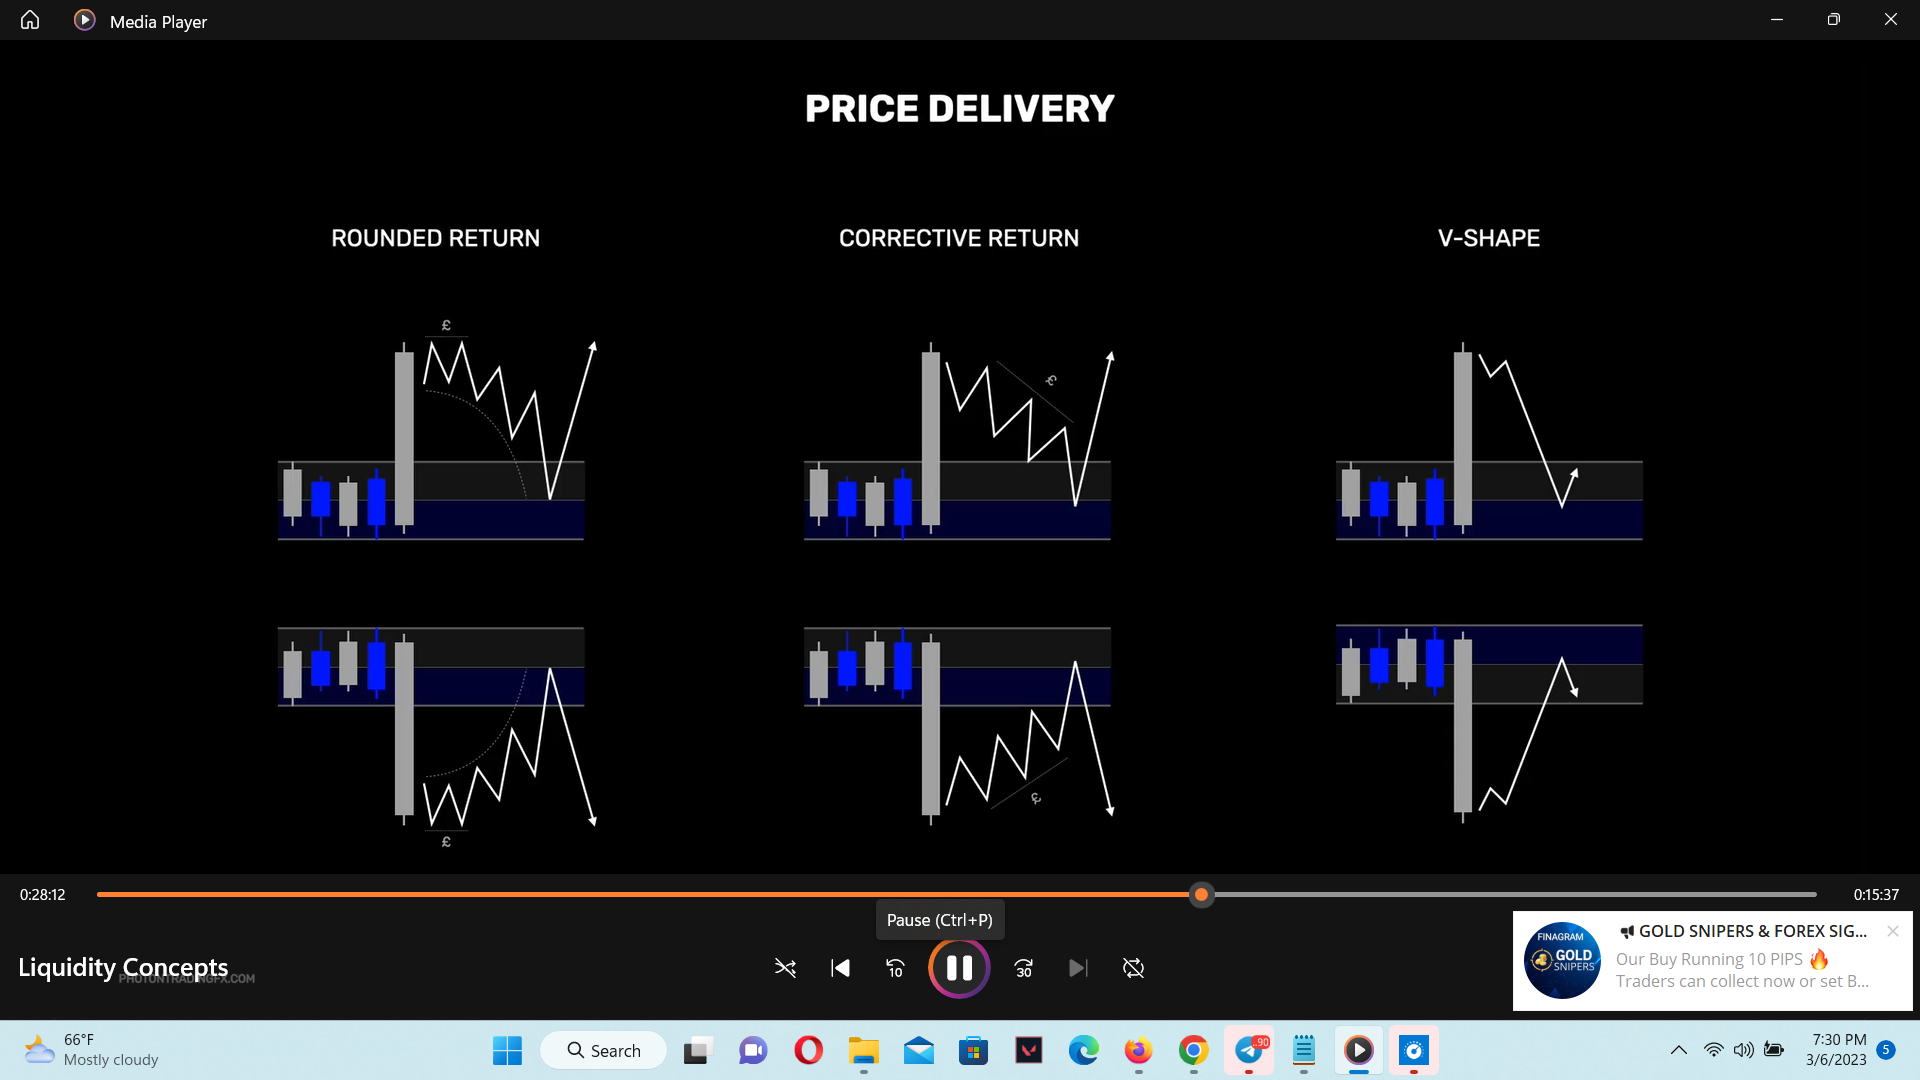 Media Player
PRICE DELIVERY
ROUNDED RETURN
CORRECTIVE RETURN
V-SHAPE
£
£
£
£
0:28:12
0:15:37
Pause (Ctrl+P)
Liquidity Concepts
PHOTONTRADINGFX.COM
10
30
FINAGRAM
GOLD
SNIPERS
GOLD SNIPERS & FOREX SIG...
Our Buy Running 10 PIPS 🔥
Traders can collect now or set B...
66°F
Mostly cloudy
Search
..90
7:30 PM
3/6/2023
5